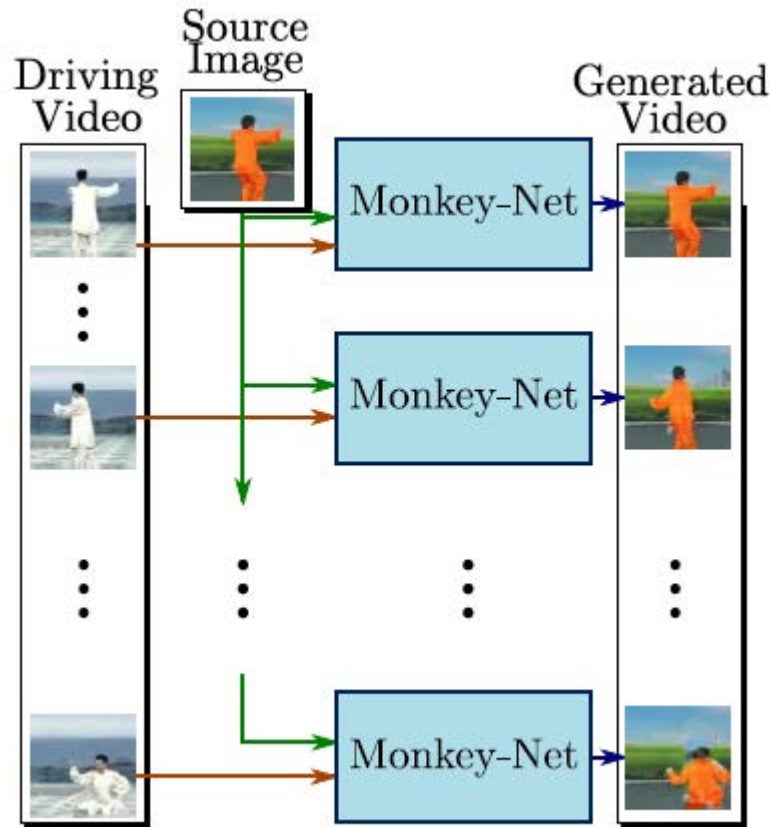 Source
Image
Driving
Video
Generated
Video
Monkey-Net
Monkey-Net
Monkey-Net